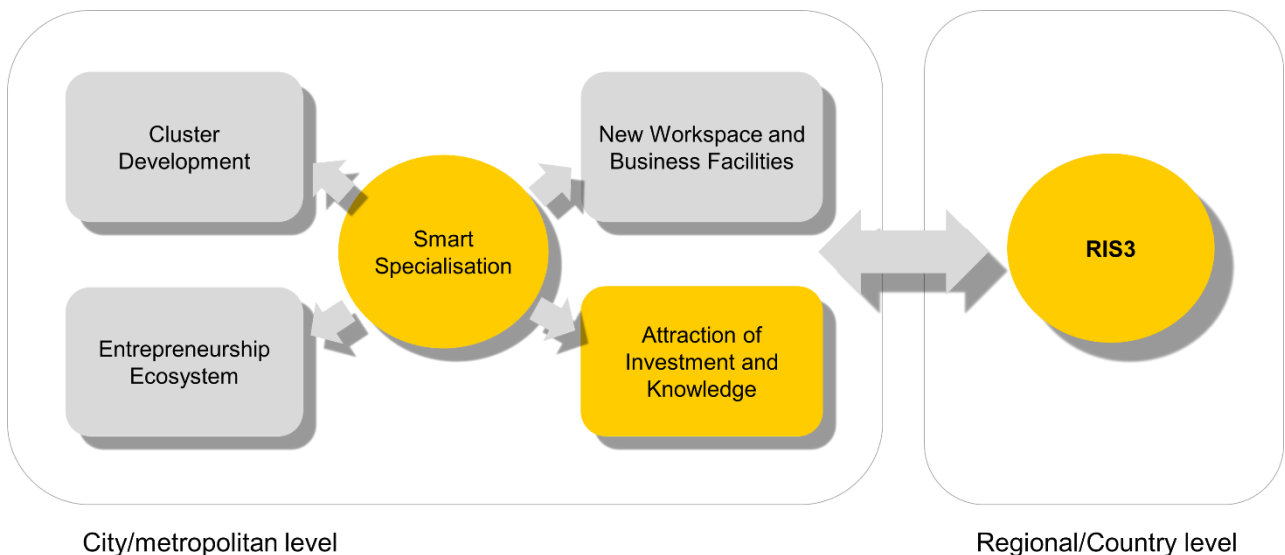 Cluster
Development
New Workspace and
Business Facilities
Smart
Specialisation
RIS3
Entrepreneurship
Ecosystem
Attraction of
Investment and
Knowledge
City/metropolitan level
Regional/Country level